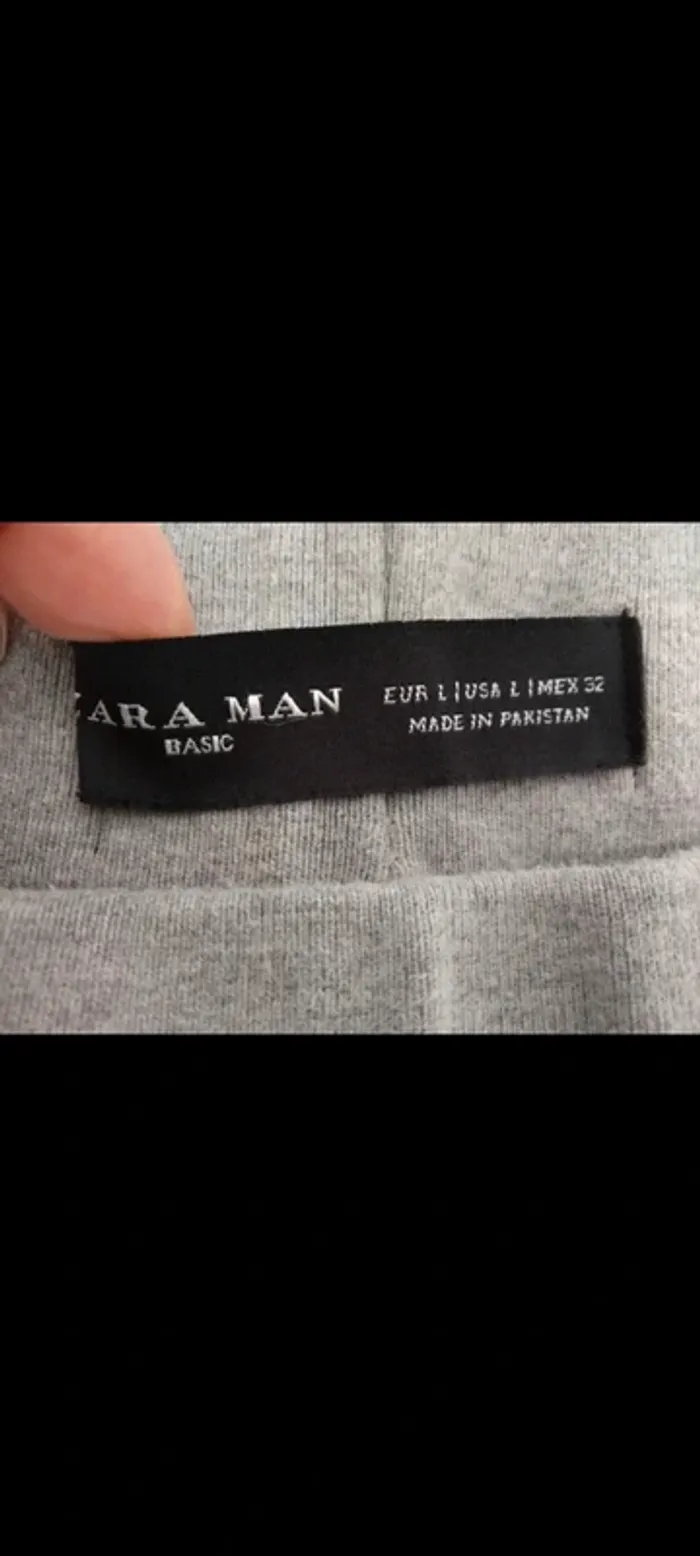 ZARA MAN
BASIC
EUR L | USA L | MEX 32
MADE IN PAKISTAN